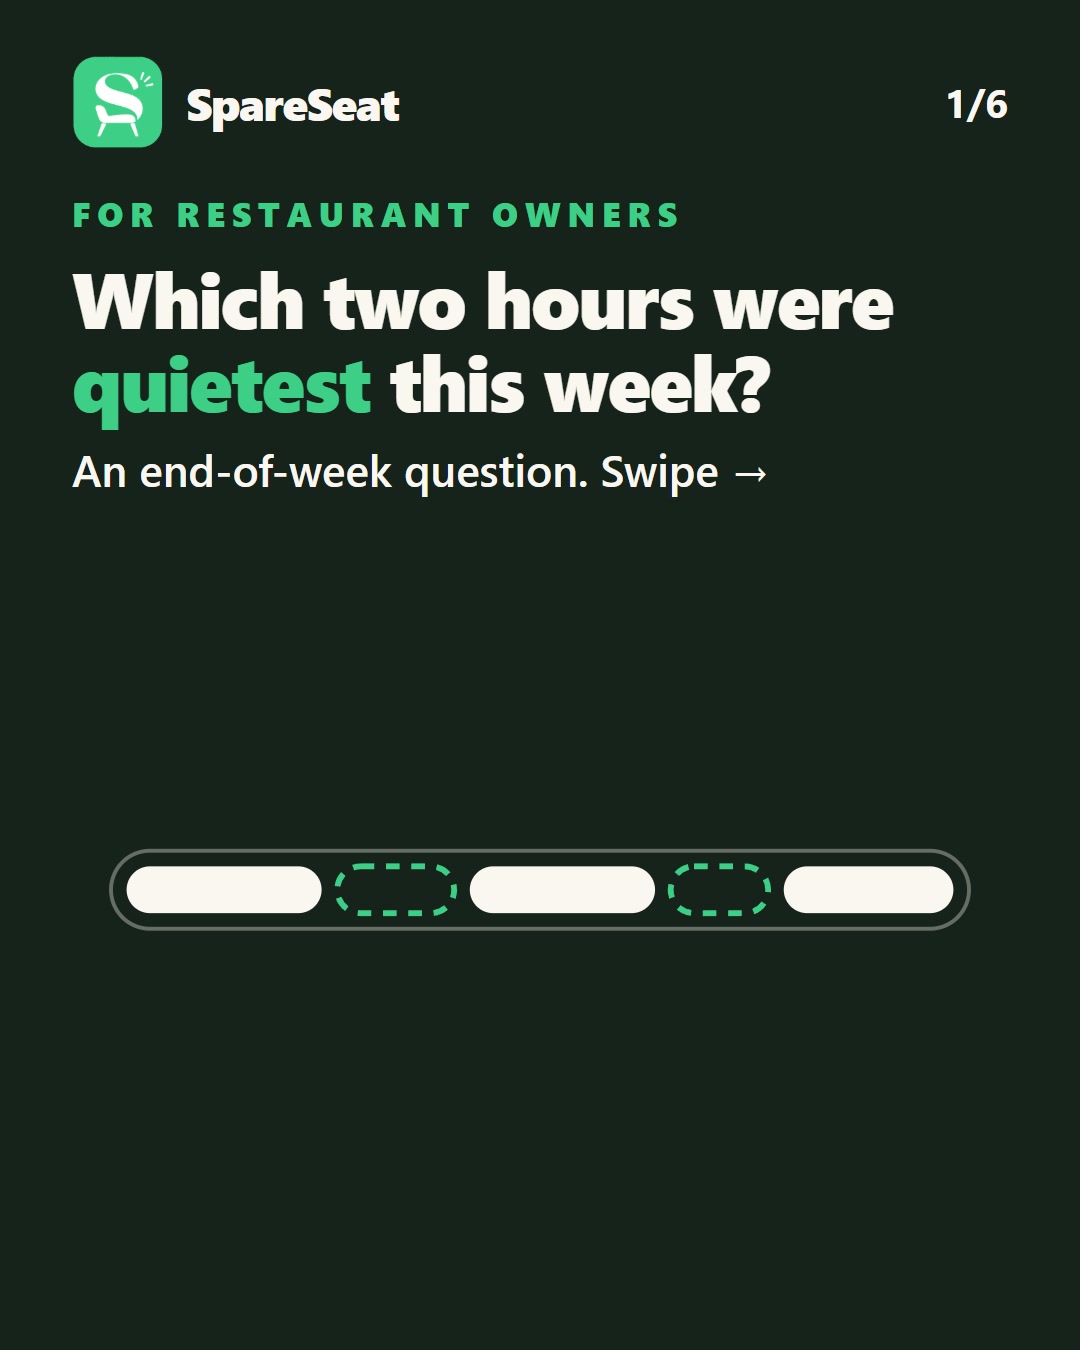 SpareSeat
1/6
FOR RESTAURANT OWNERS
Which two hours were
quietest this week?
An end-of-week question. Swipe →